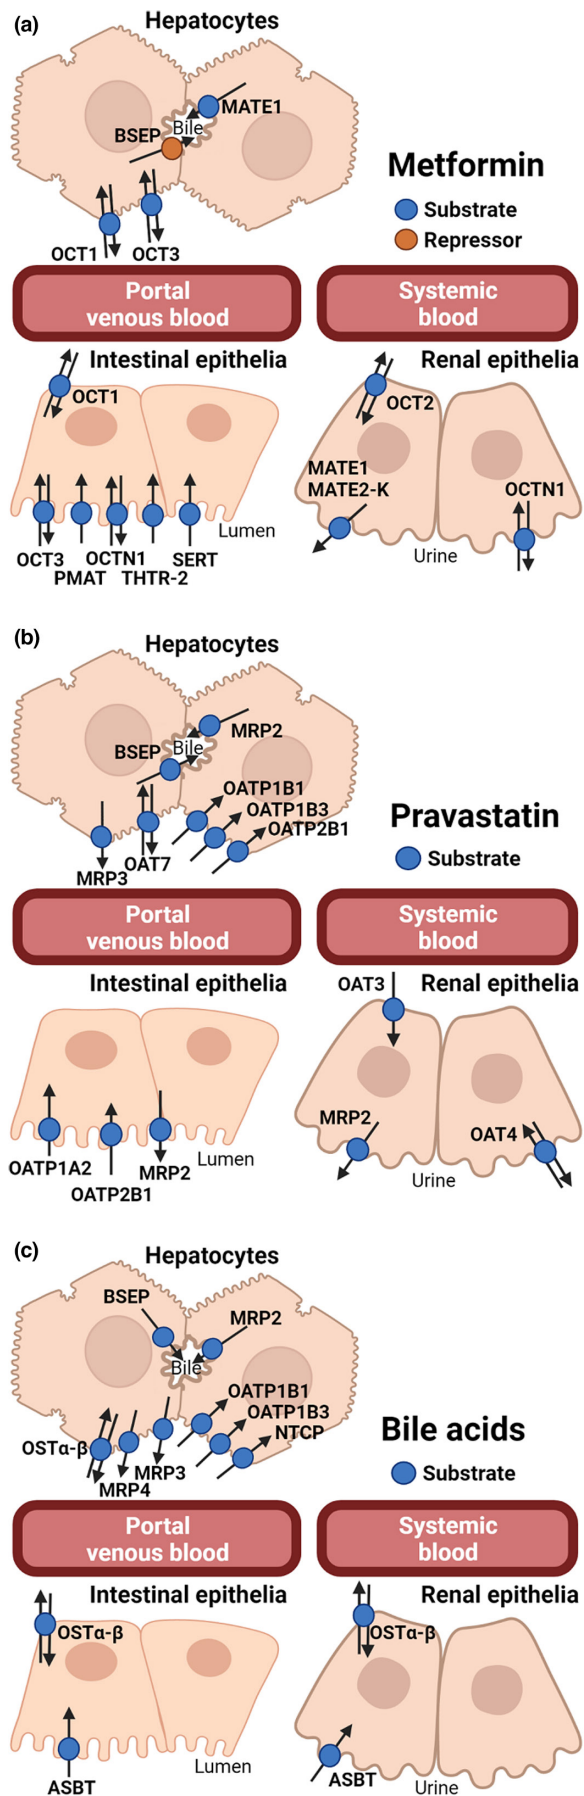 (a)
Hepatocytes
MATE1
Bile
BSEP
Metformin
Substrate
Repressor
OCT1
OCT3
Portal
venous blood
Systemic
blood
Intestinal epithelia
Renal epithelia
OCT1
OCT2
MATE1
MATE2-K
OCTN1
Lumen
OCT3
PMAT
OCTN1
THTR-2
SERT
Urine
(b)
Hepatocytes
MRP2
Bile
BSEP
OATP1B1
OATP1B3
OATP2B1
Pravastatin
Substrate
OAT7
MRP3
Portal
venous blood
Systemic
blood
Intestinal epithelia
OAT3
Renal epithelia
MRP2
OAT4
Lumen
OATP1A2
MRP2
OATP2B1
Urine
(c)
Hepatocytes
BSEP
MRP2
Bile
OATP1B1
OATP1B3
NTCP
Bile acids
Substrate
OSTα-β
MRP3
MRP4
Portal
venous blood
Systemic
blood
Intestinal epithelia
Renal epithelia
OSTα-β
OSTα-β
Lumen
ASBT
ASBT
Urine